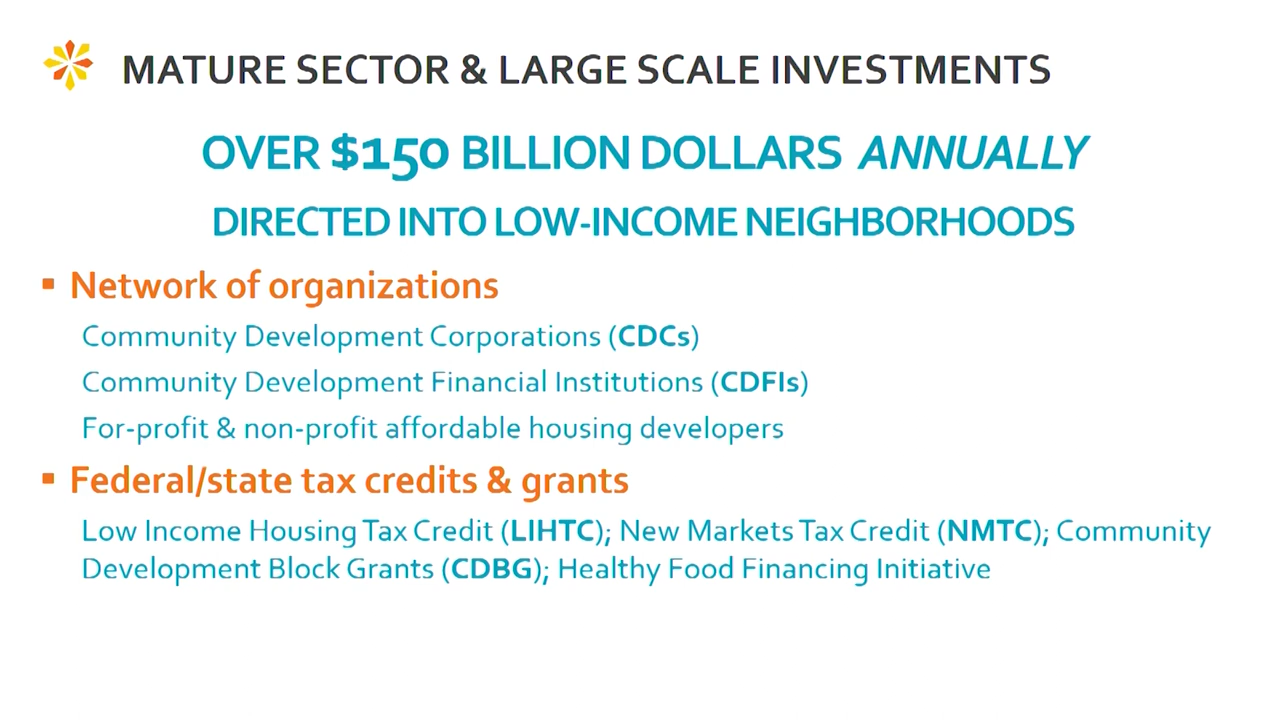 MATURE SECTOR & LARGE SCALE INVESTMENTS
OVER $150 BILLION DOLLARS ANNUALLY
DIRECTED INTO LOW-INCOME NEIGHBORHOODS
▪ Network of organizations
Community Development Corporations (CDCs)
Community Development Financial Institutions (CDFIs)
For-profit & non-profit affordable housing developers
▪ Federal/state tax credits & grants
Low Income Housing Tax Credit (LIHTC); New Markets Tax Credit (NMTC); Community
Development Block Grants (CDBG); Healthy Food Financing Initiative